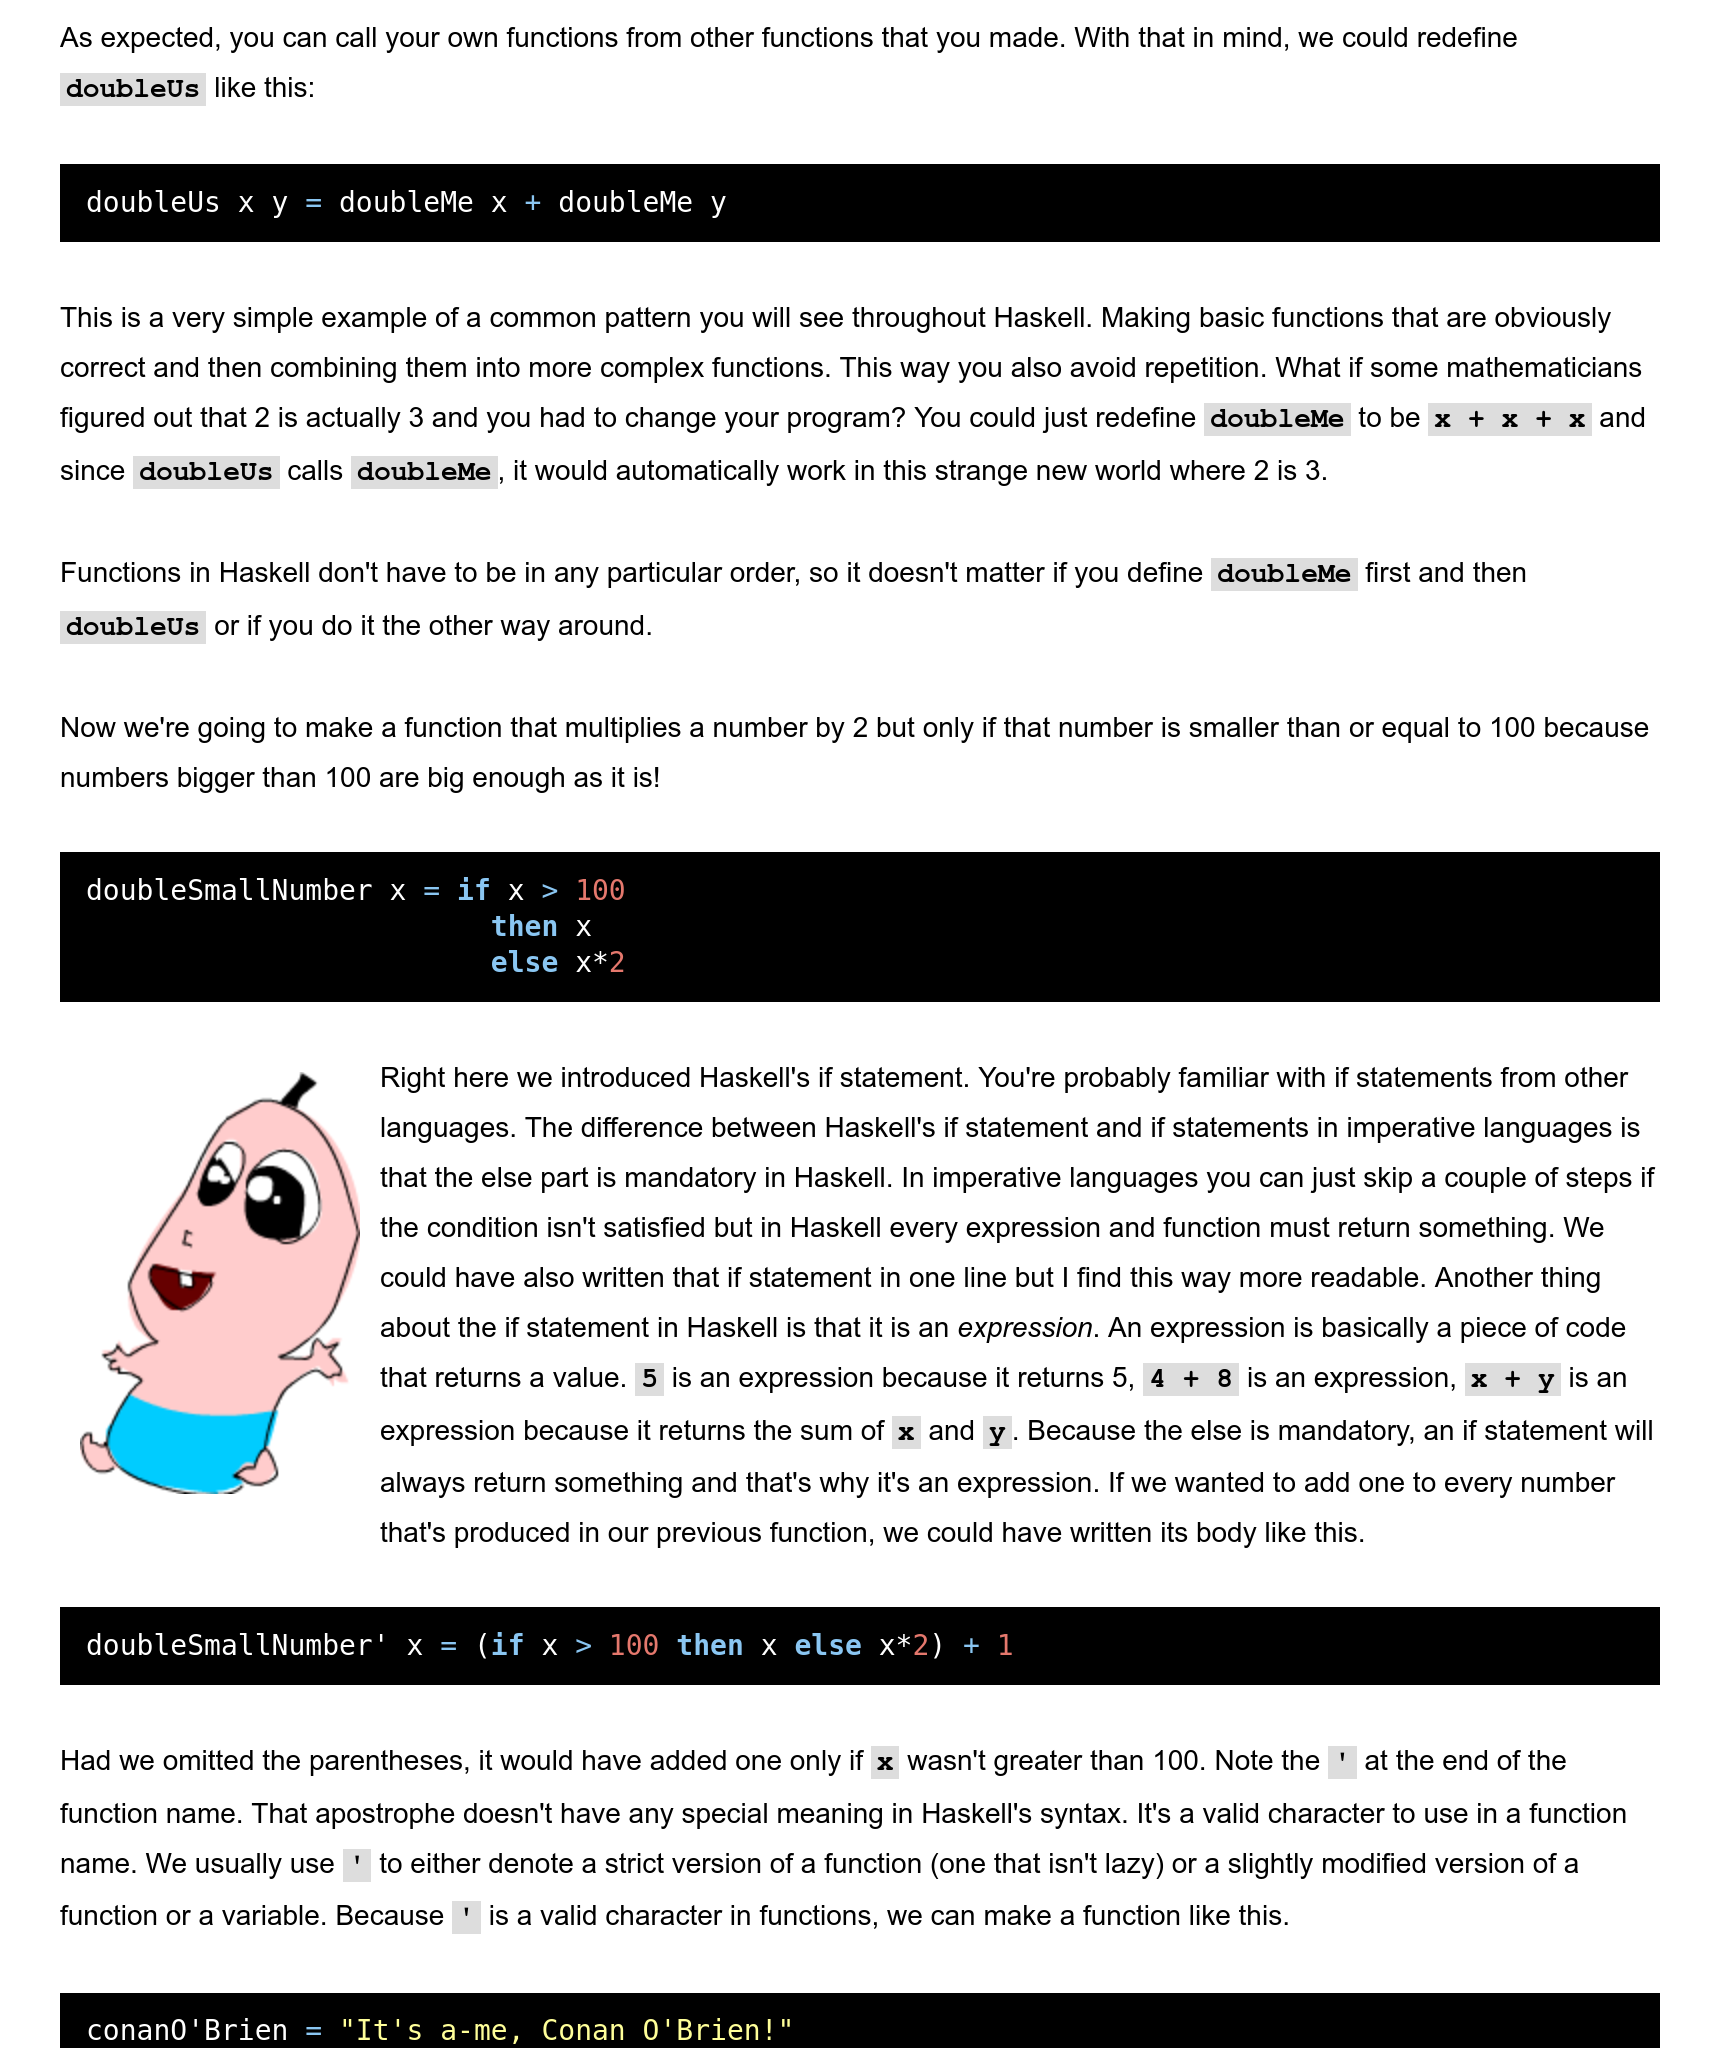 As expected, you can call your own functions from other functions that you made. With that in mind, we could redefine
doubleUs like this:
doubleUs x y = doubleMe x + doubleMe y
This is a very simple example of a common pattern you will see throughout Haskell. Making basic functions that are obviously
correct and then combining them into more complex functions. This way you also avoid repetition. What if some mathematicians
figured out that 2 is actually 3 and you had to change your program? You could just redefine doubleMe to be x + x + x and
since doubleUs calls doubleMe, it would automatically work in this strange new world where 2 is 3.
Functions in Haskell don't have to be in any particular order, so it doesn't matter if you define doubleMe first and then
doubleUs or if you do it the other way around.
Now we're going to make a function that multiplies a number by 2 but only if that number is smaller than or equal to 100 because
numbers bigger than 100 are big enough as it is!
doubleSmallNumber x = if x > 100
                        then x
                        else x*2
Right here we introduced Haskell's if statement. You're probably familiar with if statements from other
languages. The difference between Haskell's if statement and if statements in imperative languages is
that the else part is mandatory in Haskell. In imperative languages you can just skip a couple of steps if
the condition isn't satisfied but in Haskell every expression and function must return something. We
could have also written that if statement in one line but I find this way more readable. Another thing
about the if statement in Haskell is that it is an expression. An expression is basically a piece of code
that returns a value. 5 is an expression because it returns 5, 4 + 8 is an expression, x + y is an
expression because it returns the sum of x and y. Because the else is mandatory, an if statement will
always return something and that's why it's an expression. If we wanted to add one to every number
that's produced in our previous function, we could have written its body like this.
doubleSmallNumber' x = (if x > 100 then x else x*2) + 1
Had we omitted the parentheses, it would have added one only if x wasn't greater than 100. Note the ' at the end of the
function name. That apostrophe doesn't have any special meaning in Haskell's syntax. It's a valid character to use in a function
name. We usually use ' to either denote a strict version of a function (one that isn't lazy) or a slightly modified version of a
function or a variable. Because ' is a valid character in functions, we can make a function like this.
conanO'Brien = "It's a-me, Conan O'Brien!"